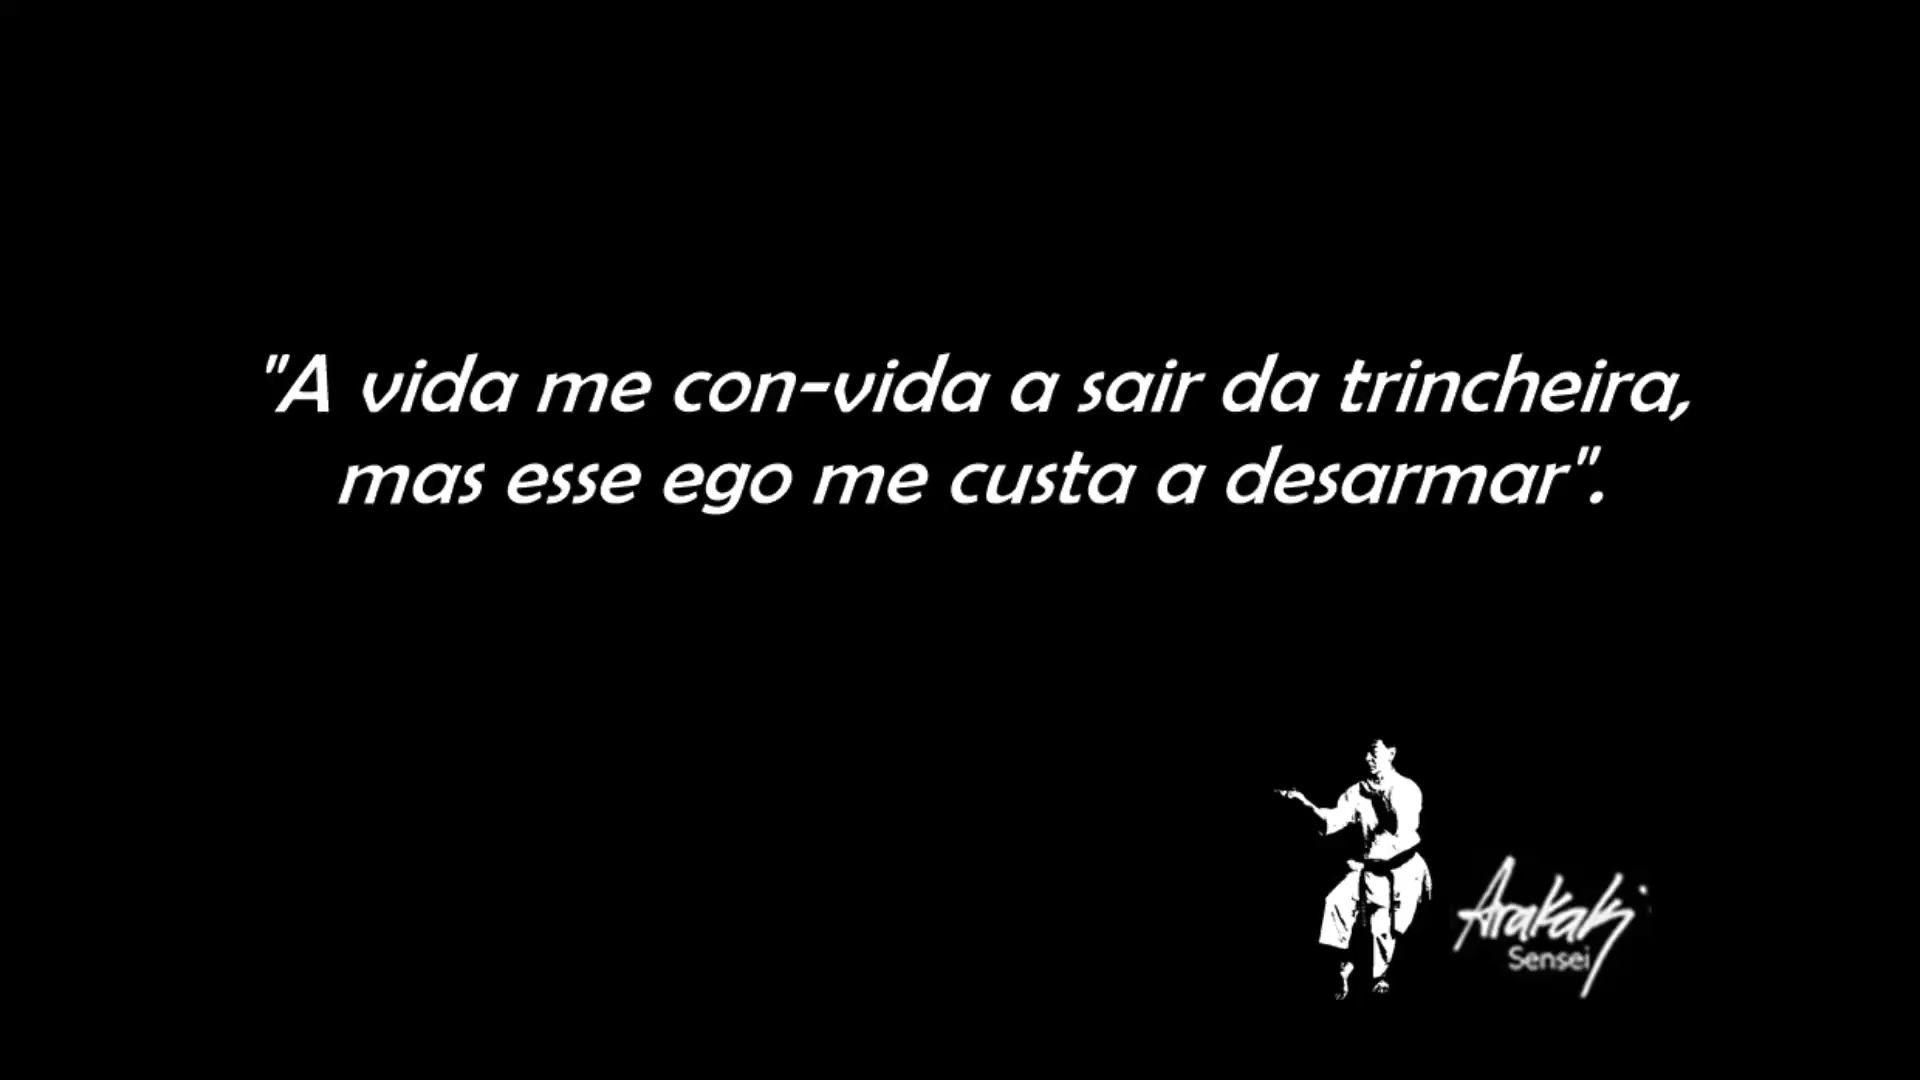 "A vida me con-vida a sair da trincheira,
mas esse ego me custa a desarmar".
Arakaki
Sensei